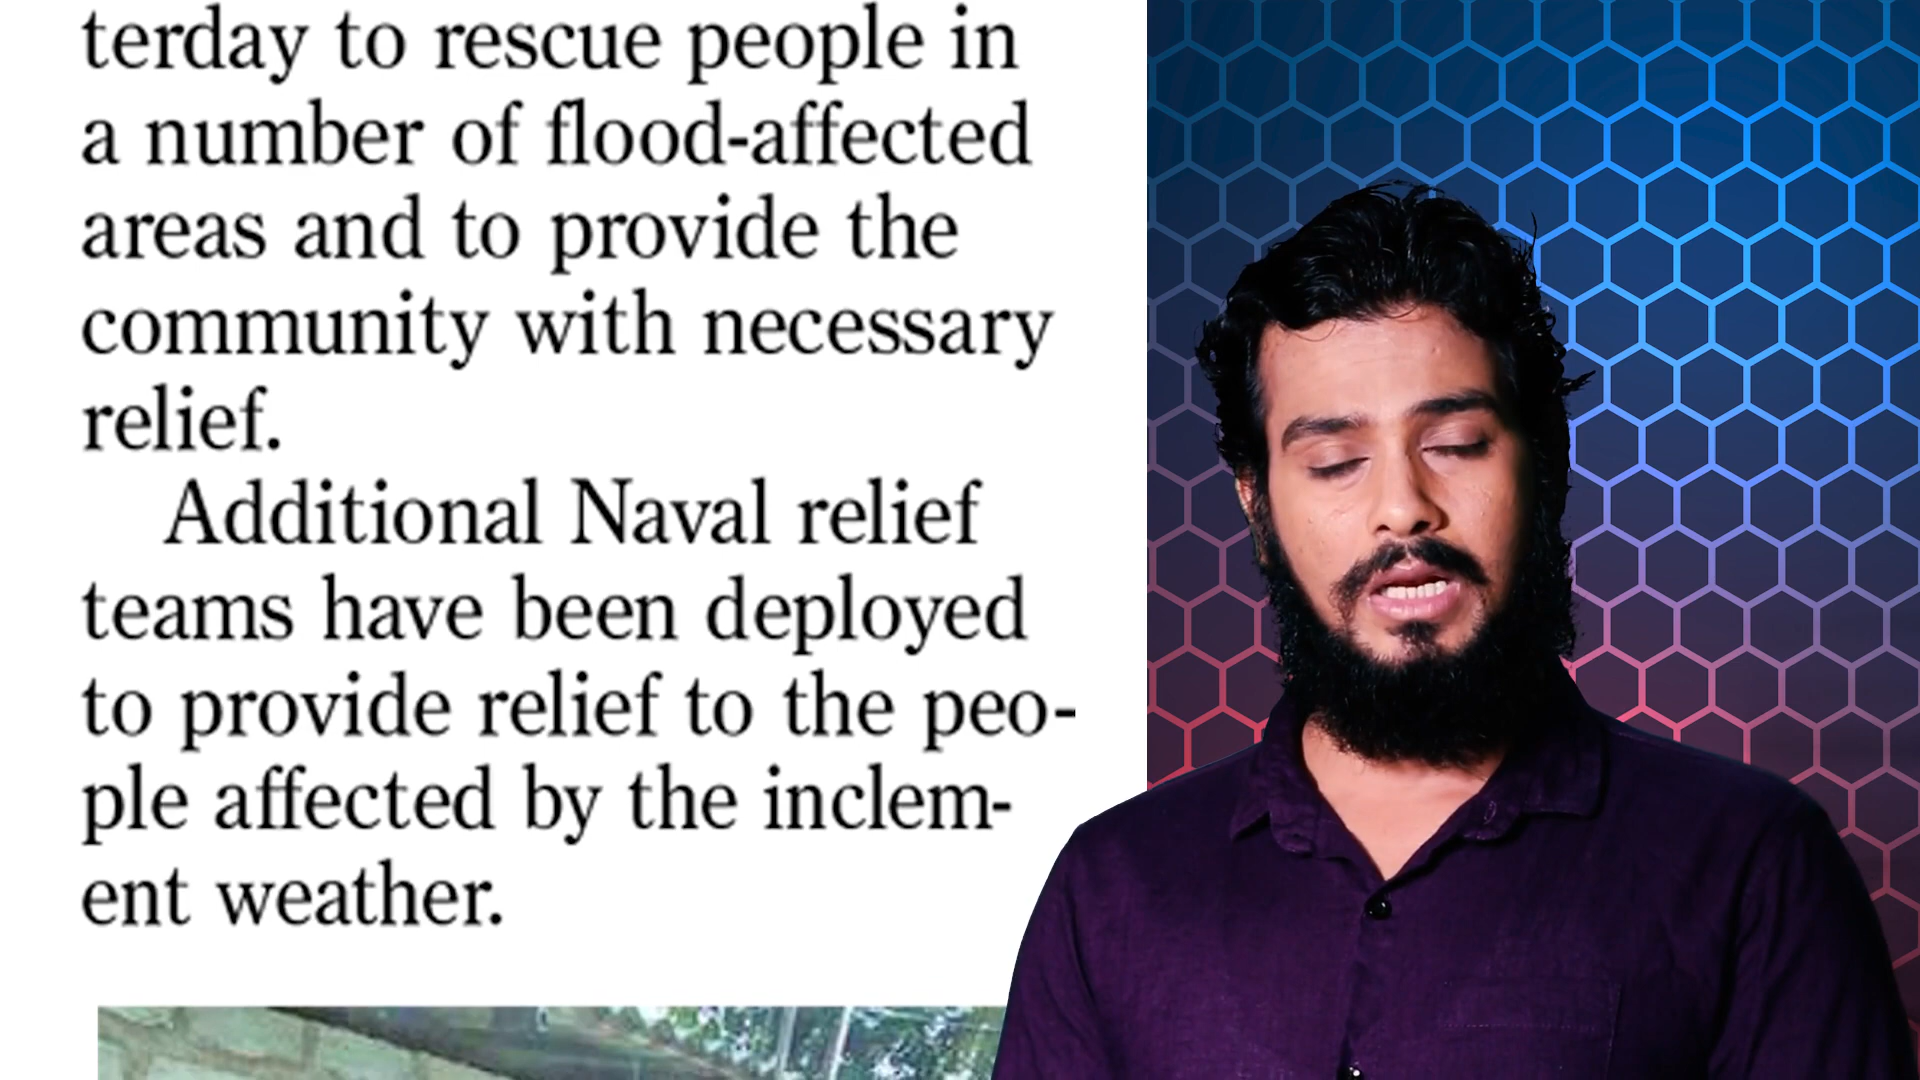 terday to rescue people in
a number of flood-affected
areas and to provide the
community with necessary
relief.
Additional Naval relief
teams have been deployed
to provide relief to the peo-
ple affected by the inclem-
ent weather.